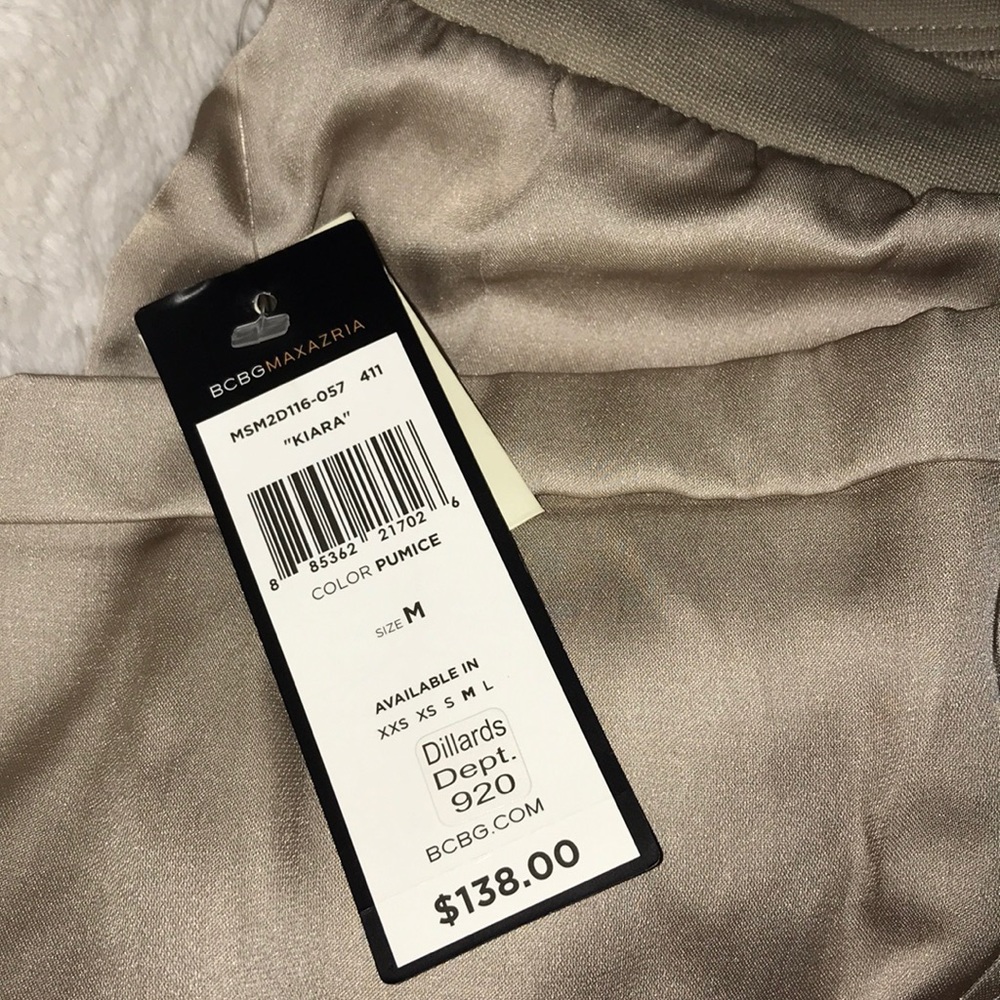 BCBGMAXAZRIA
MSM2D116-057 411
"KIARA"
8 85362 21702 6
COLOR PUMICE
SIZE M
AVAILABLE IN
XXS XS S M L
Dillards
Dept.
920
BCBG.COM
$138.00